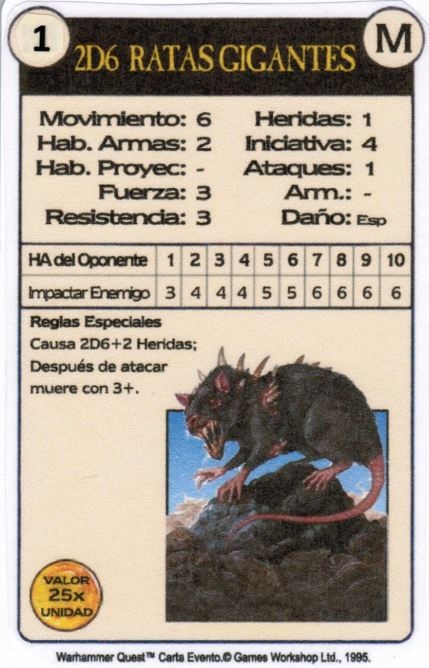 1
M
2D6 RATAS GIGANTES
Movimiento: 6 Heridas: 1
Hab. Armas: 2 Iniciativa: 4
Hab. Proyec: - Ataques: 1
Fuerza: 3 Arm.: -
Resistencia: 3 Daño: Esp
HA del Oponente 1 2 3 4 5 6 7 8 9 10
Impactar Enemigo 3 4 4 4 5 5 6 6 6 6
Reglas Especiales
Causa 2D6+2 Heridas;
Después de atacar
muere con 3+.
VALOR
25x
UNIDAD
Warhammer Quest™ Carta Evento.© Games Workshop Ltd., 1995.